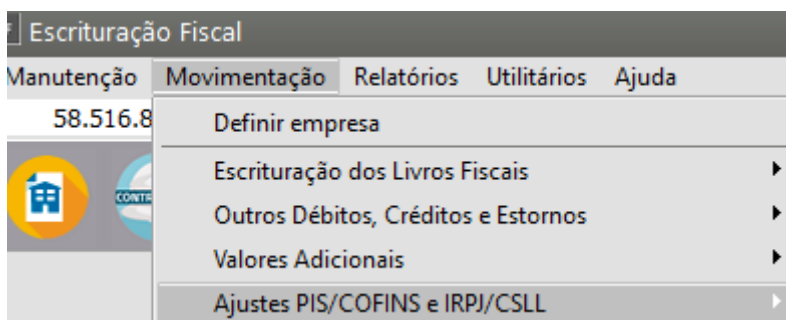 Escrituração Fiscal
Manutenção Movimentação Relatórios Utilitários Ajuda
58.516.8
Definir empresa
Escrituração dos Livros Fiscais
Outros Débitos, Créditos e Estornos
Valores Adicionais
Ajustes PIS/COFINS e IRPJ/CSLL